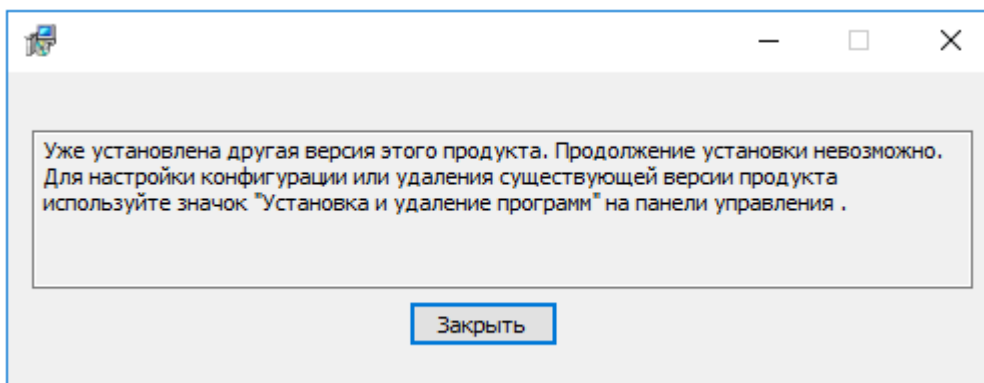 Уже установлена другая версия этого продукта. Продолжение установки невозможно.
Для настройки конфигурации или удаления существующей версии продукта
используйте значок "Установка и удаление программ" на панели управления .
Закрыть